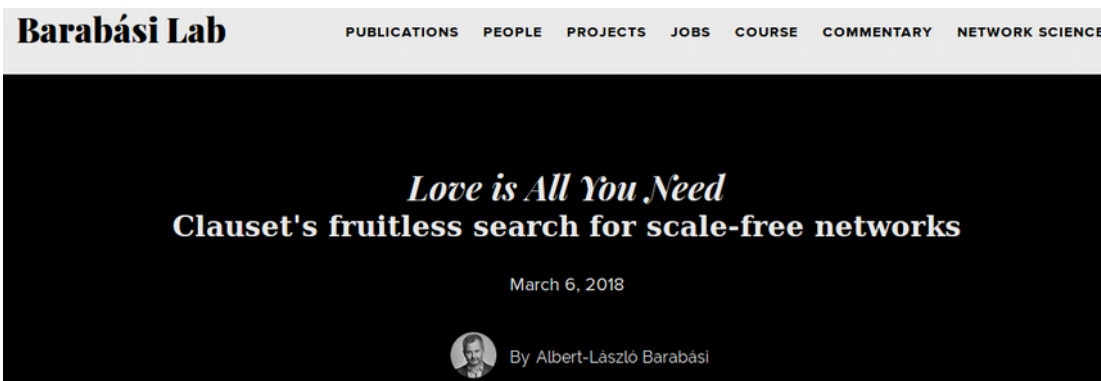 Barabási Lab PUBLICATIONS PEOPLE PROJECTS JOBS COURSE COMMENTARY NETWORK SCIENCE
Love is All You Need
Clauset's fruitless search for scale-free networks
March 6, 2018
By Albert-László Barabási